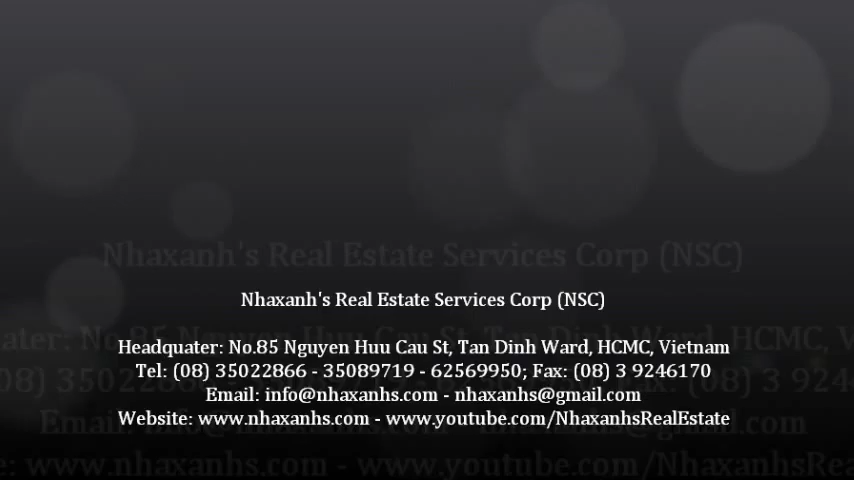 Nhaxanh's Real Estate Services Corp (NSC)
Headquater: No.85 Nguyen Huu Cau St, Tan Dinh Ward, HCMC, Vietnam
Tel: (08) 35022866 - 35089719 - 62569950; Fax: (08) 3 9246170
Email: info@nhaxanhs.com - nhaxanhs@gmail.com
Website: www.nhaxanhs.com - www.youtube.com/NhaxanhsRealEstate